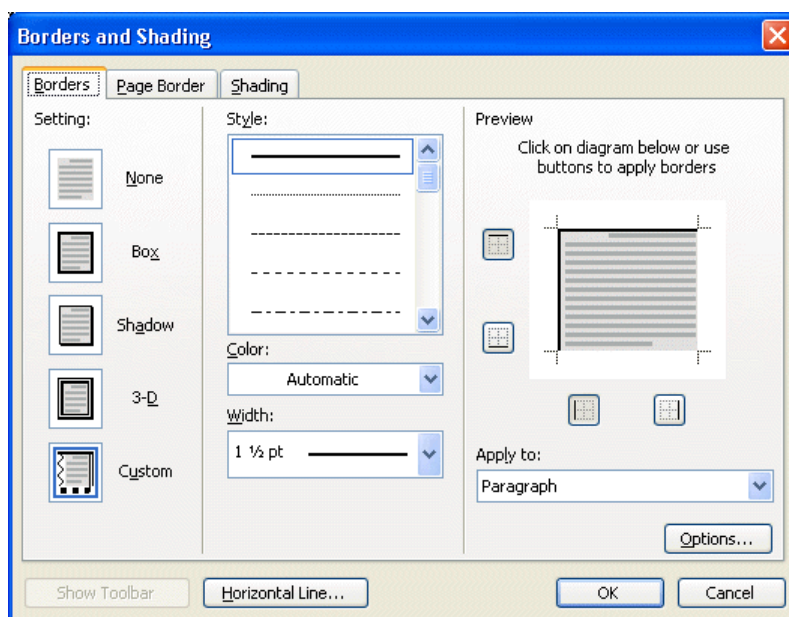 Borders and Shading
Borders
Page Border
Shading
Setting:
None
Box
Shadow
3-D
Custom
Style:
Color:
Automatic
Width:
1 ½ pt
Preview
Click on diagram below or use
buttons to apply borders
Apply to:
Paragraph
Options...
Show Toolbar
Horizontal Line...
OK
Cancel